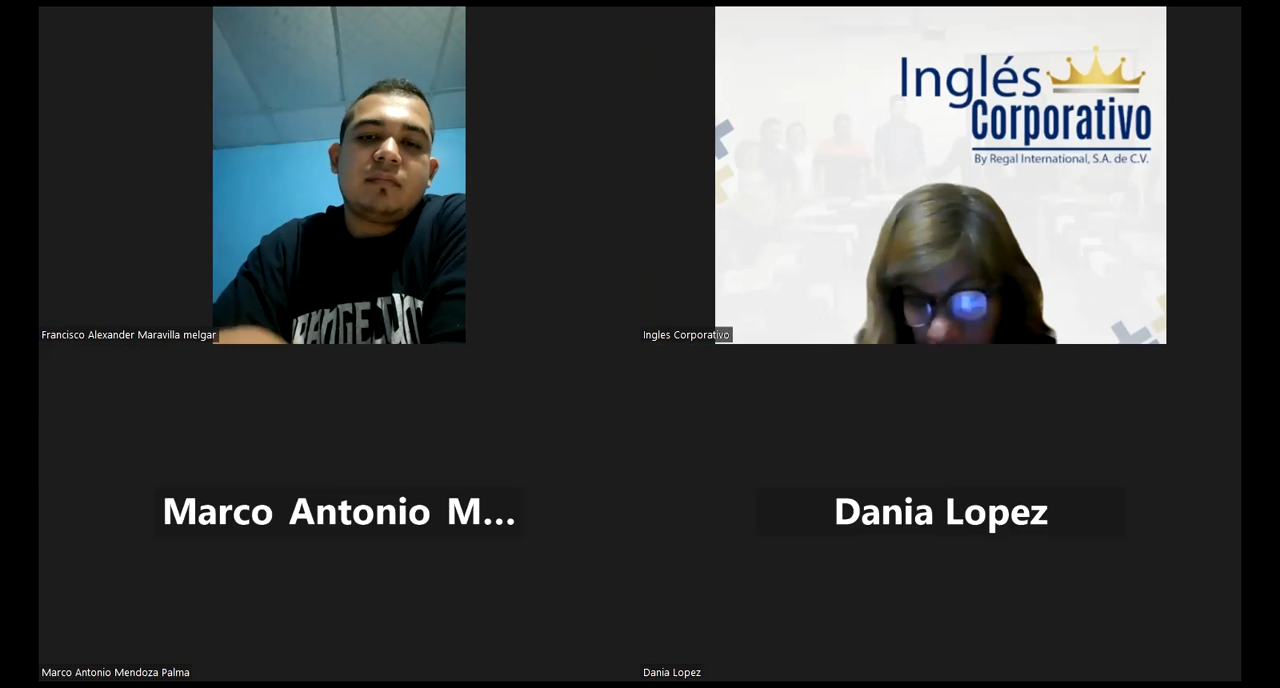 Inglés
Corporativo
By Regal International, S.A. de C.V.
Francisco Alexander Maravilla melgar
Ingles Corporativo
Marco Antonio M...
Dania Lopez
Marco Antonio Mendoza Palma
Dania Lopez